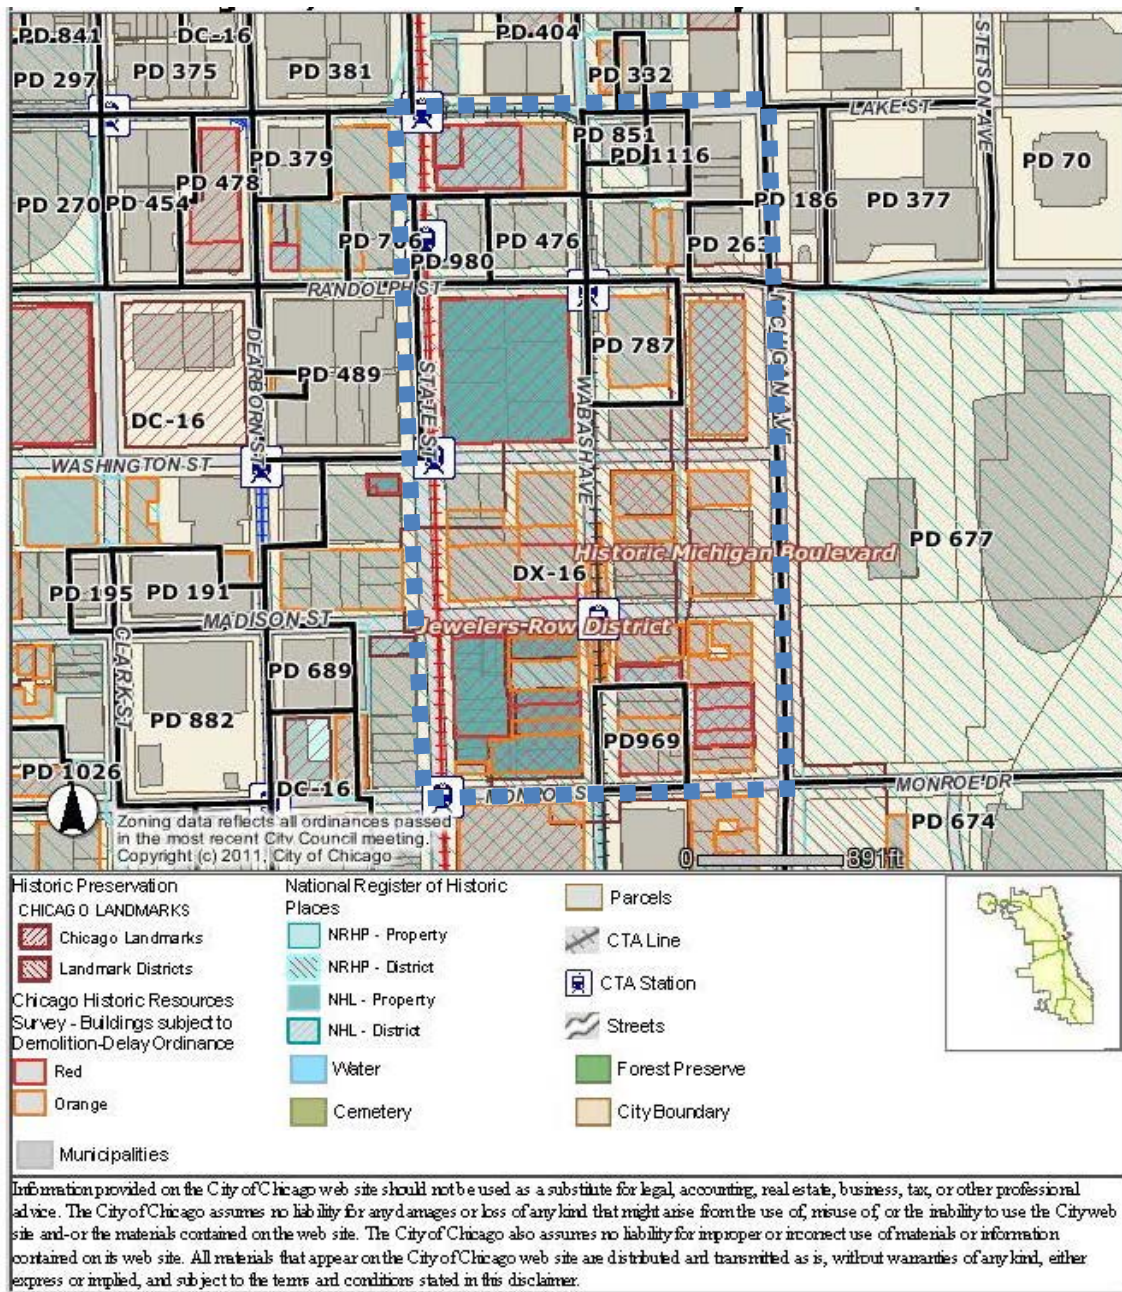 PD 841
DC-16
PD 404
STETSON AVE
PD 297
PD 375
PD 381
PD 332
LAKE ST
PD 851
PD 379
PD 1116
PD 70
PD 478
PD 270
PD 454
PD 186
PD 377
PD 706
PD 476
PD 263
PD 980
RANDOLPH ST
MICHIGAN AVE
DEARBORN ST
STATE ST
PD 787
PD 489
WABASH AVE
DC-16
WASHINGTON ST
Historic Michigan Boulevard
PD 677
DX-16
PD 195
PD 191
MADISON ST
Jewelers-Row District
CLARK ST
PD 689
PD 882
PD969
PD 1026
DC-16
MONROE DR
PD 674
Zoning data reflects all ordinances passed
in the most recent City Council meeting.
Copyright (c) 2011, City of Chicago
0 891ft
Historic Preservation
CHICAGO LANDMARKS
Chicago Landmarks
Landmark Districts
Chicago Historic Resources
Survey - Buildings subject to
Demolition-Delay Ordinance
Red
Orange
Municipalities
National Register of Historic
Places
NRHP - Property
NRHP - District
NHL - Property
NHL - District
Water
Cemetery
Parcels
CTA Line
CTA Station
Streets
Forest Preserve
City Boundary
Information provided on the City of Chicago web site should not be used as a substitute for legal, accounting, real estate, business, tax, or other professional
advice. The City of Chicago assumes no liability for any damages or loss of any kind that might arise from the use of, misuse of, or the inability to use the City web
site and-or the materials contained on the web site. The City of Chicago also assumes no liability for improper or incorrect use of materials or information
contained on its web site. All materials that appear on the City of Chicago web site are distributed and transmitted as is, without warranties of any kind, either
express or implied, and subject to the terms and conditions stated in this disclaimer.